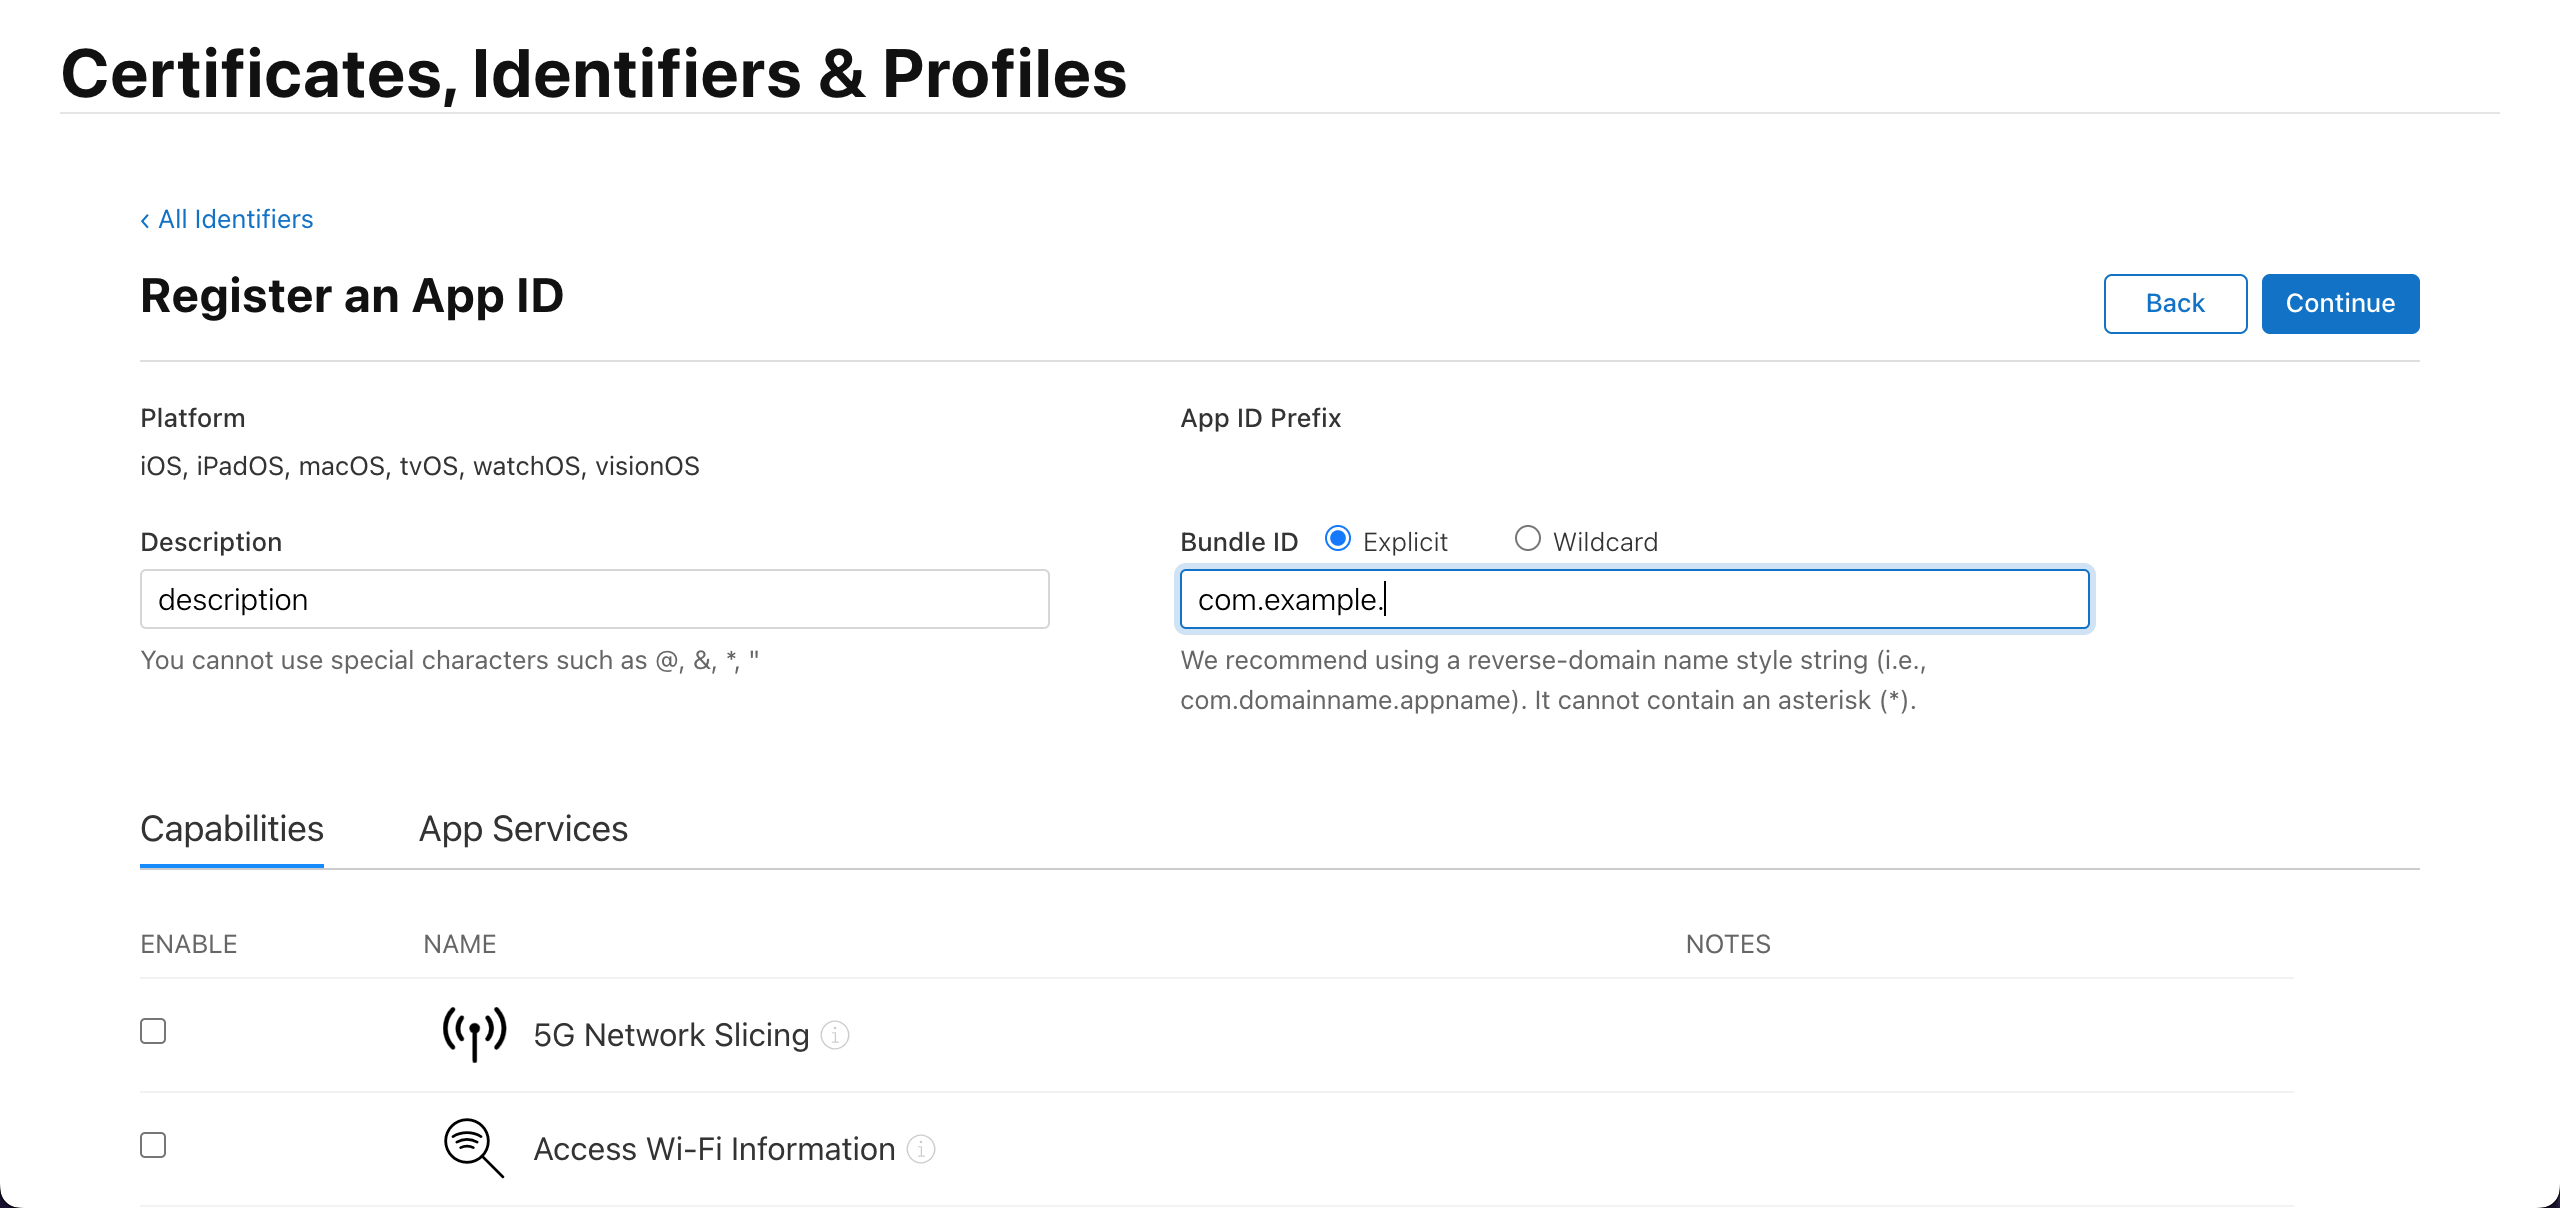 Certificates, Identifiers & Profiles
‹ All Identifiers
Register an App ID
Back
Continue
Platform
iOS, iPadOS, macOS, tvOS, watchOS, visionOS
App ID Prefix
Description
description
You cannot use special characters such as @, &, *, "
Bundle ID
Explicit
Wildcard
com.example.
We recommend using a reverse-domain name style string (i.e.,
com.domainname.appname). It cannot contain an asterisk (*).
Capabilities
App Services
ENABLE
NAME
NOTES
5G Network Slicing
Access Wi-Fi Information